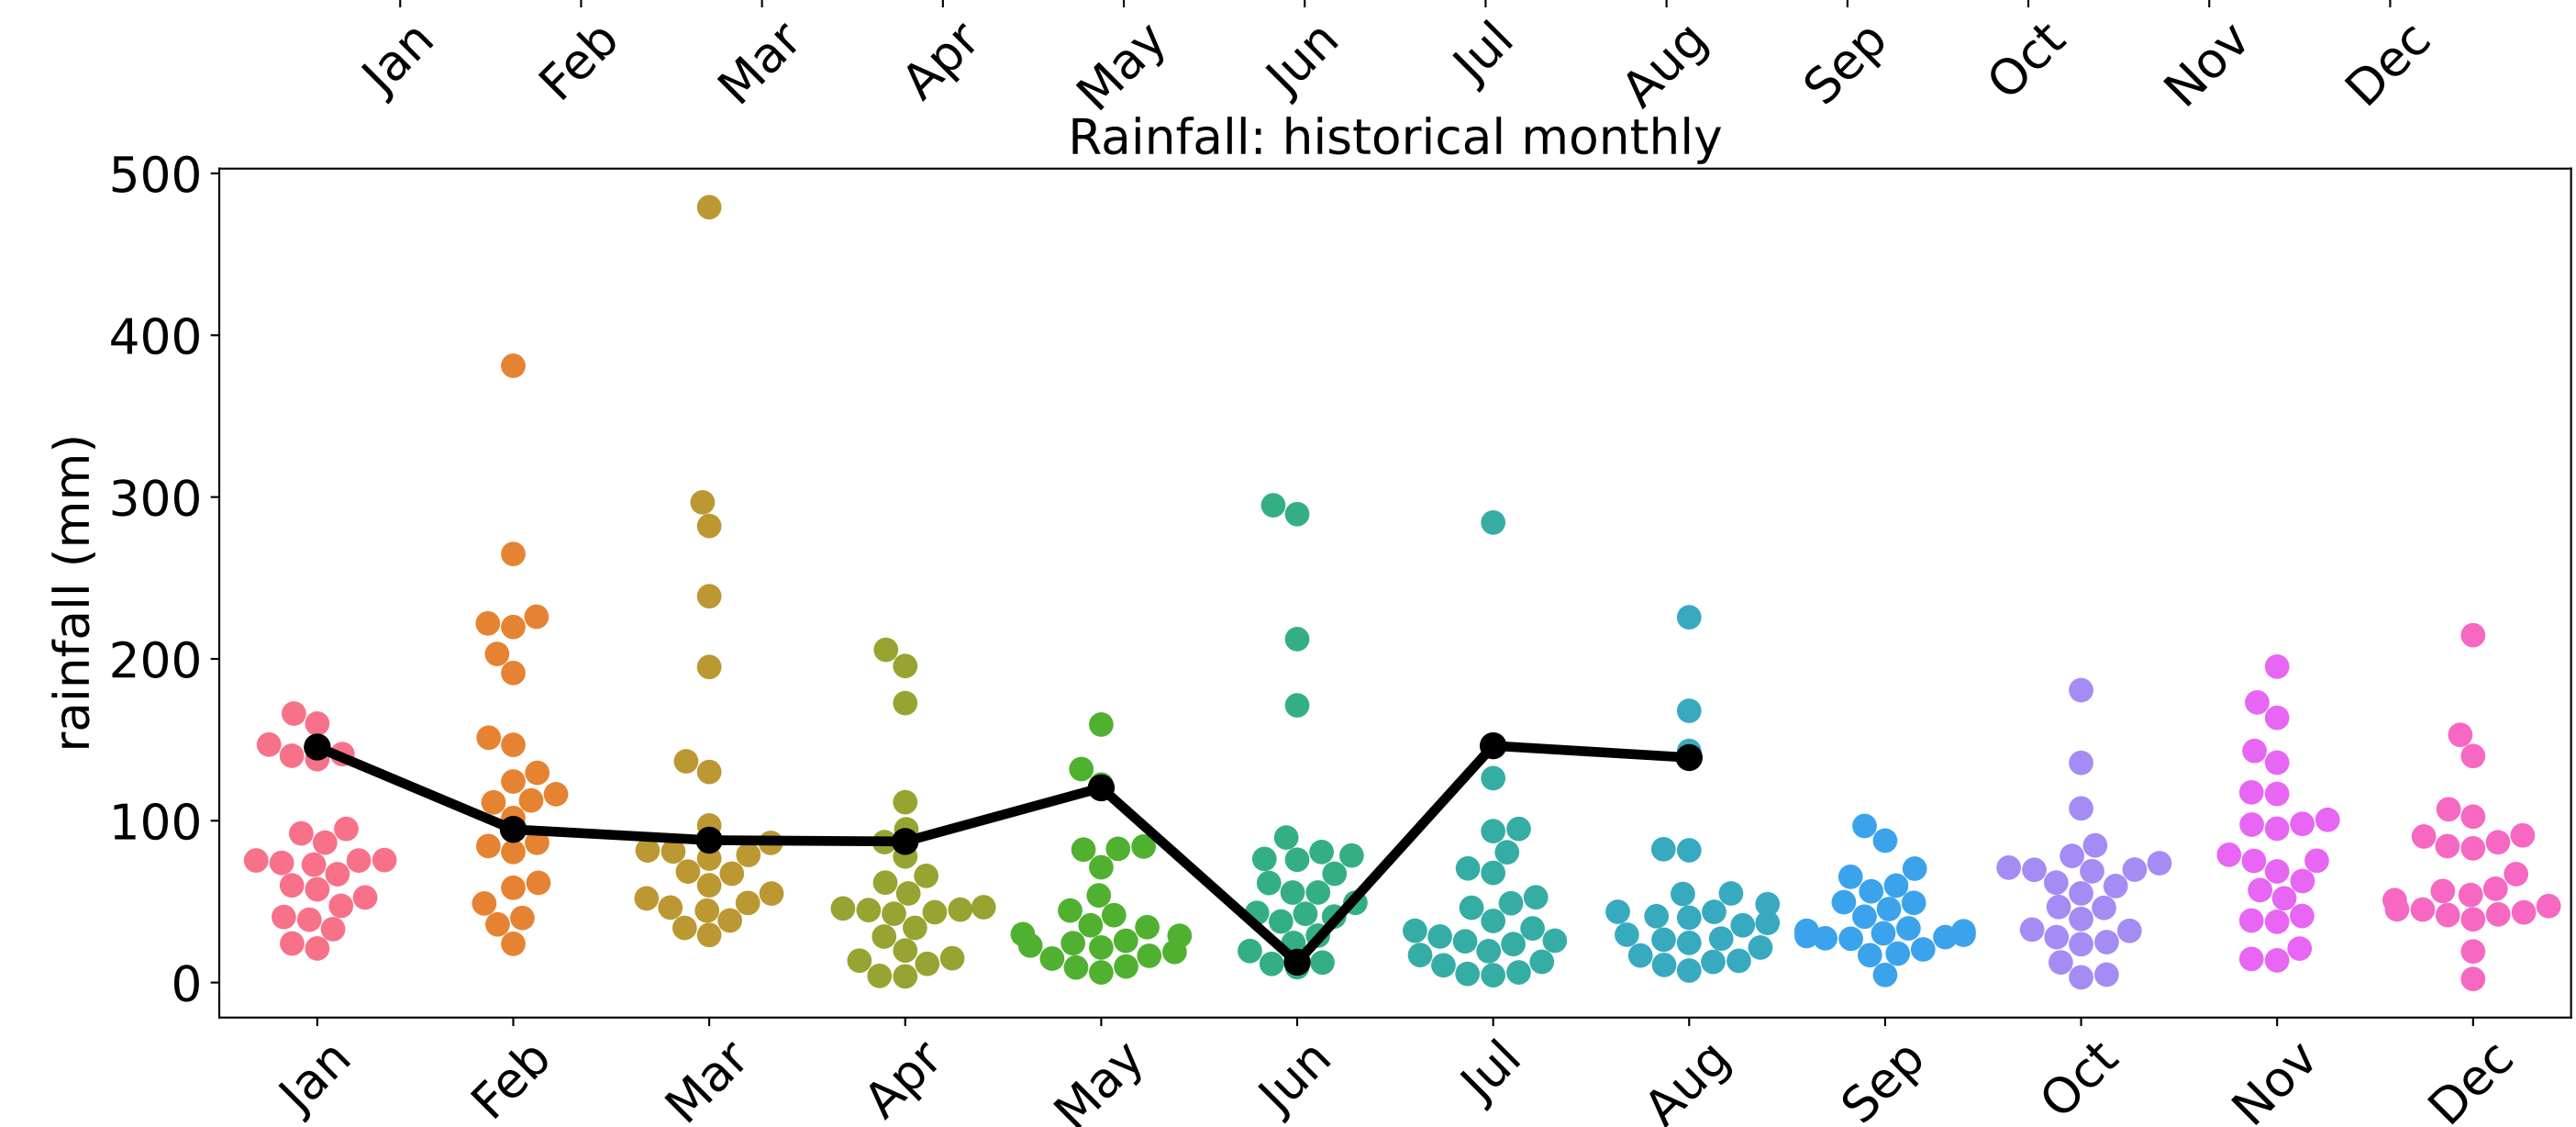 Jan Feb Mar Apr May Jun Jul Aug Sep Oct Nov Dec
Rainfall: historical monthly
500
400
300
200
100
0
rainfall (mm)
Jan Feb Mar Apr May Jun Jul Aug Sep Oct Nov Dec